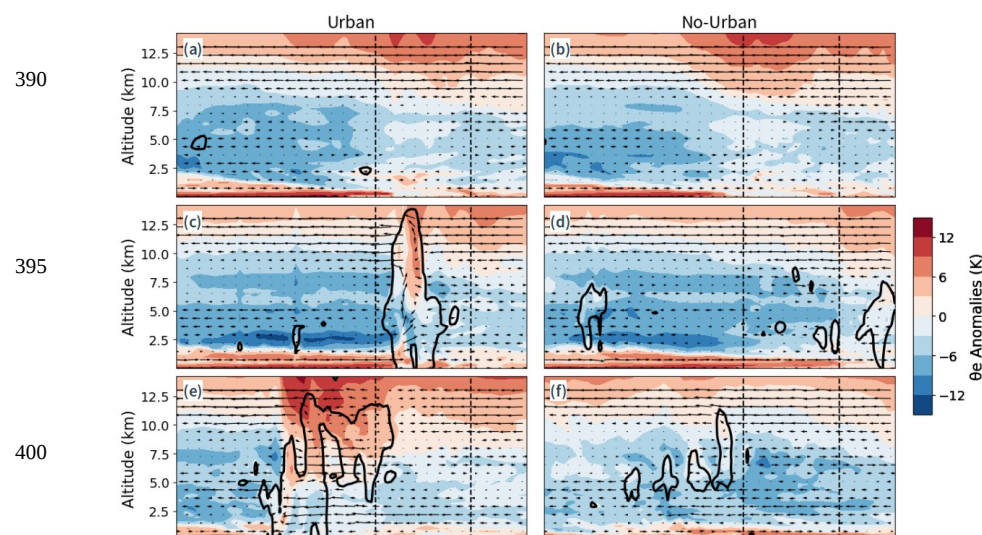 Urban No-Urban
390
395
400
(a) (b)
Altitude (km)
12.5
10.0
7.5
5.0
2.5
(c) (d)
Altitude (km)
12.5
10.0
7.5
5.0
2.5
(e) (f)
Altitude (km)
12.5
10.0
7.5
5.0
2.5
12
6
0
−6
−12
θe Anomalies (K)